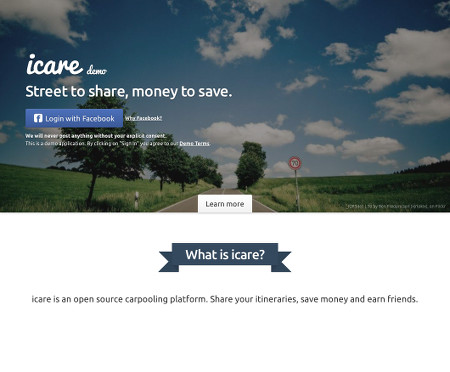 icare demo
Street to share, money to save.
Login with Facebook Why Facebook?
We will never post anything without your explicit consent.
This is a demo application. By clicking on "Sign in" you agree to our Demo Terms.
70
Learn more
What is icare?
icare is an open source carpooling platform. Share your itineraries, save money and earn friends.